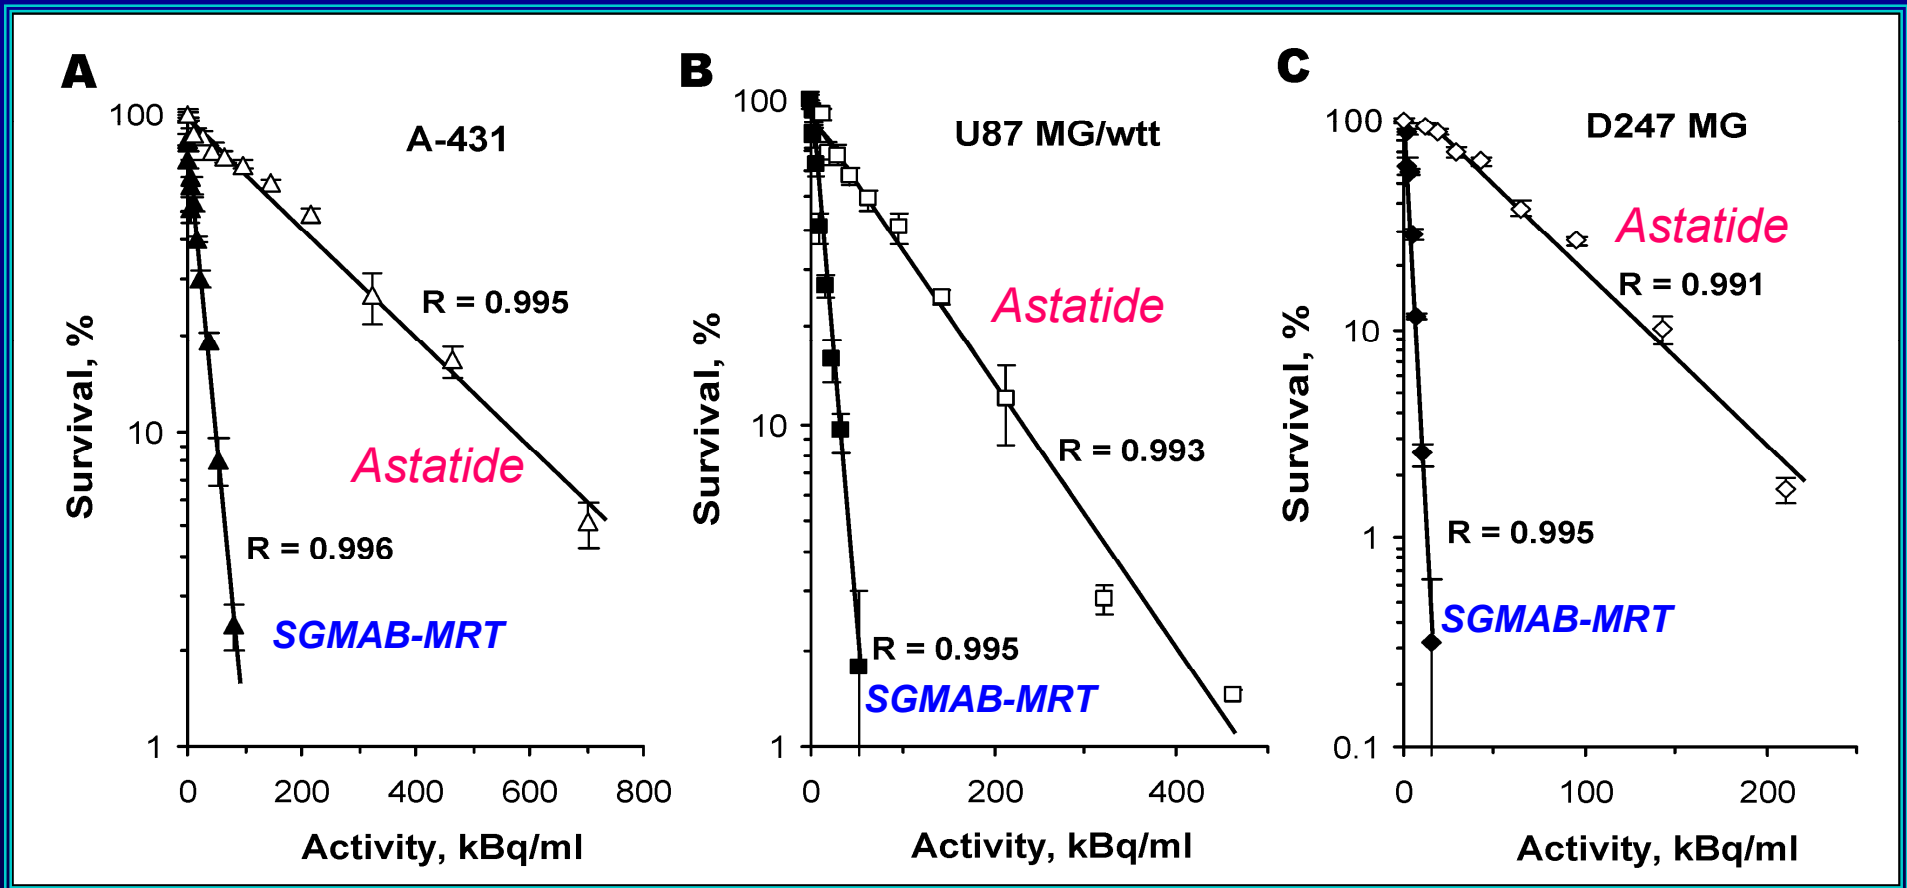 A
100
A-431
R = 0.995
Survival, %
10
Astatide
R = 0.996
SGMAB-MRT
1
0 200 400 600 800
Activity, kBq/ml
B
100
U87 MG/wtt
Astatide
Survival, %
10
R = 0.993
R = 0.995
SGMAB-MRT
1
0 200 400
Activity, kBq/ml
C
100
D247 MG
Astatide
R = 0.991
10
Survival, %
1
R = 0.995
SGMAB-MRT
0.1
0 100 200
Activity, kBq/ml